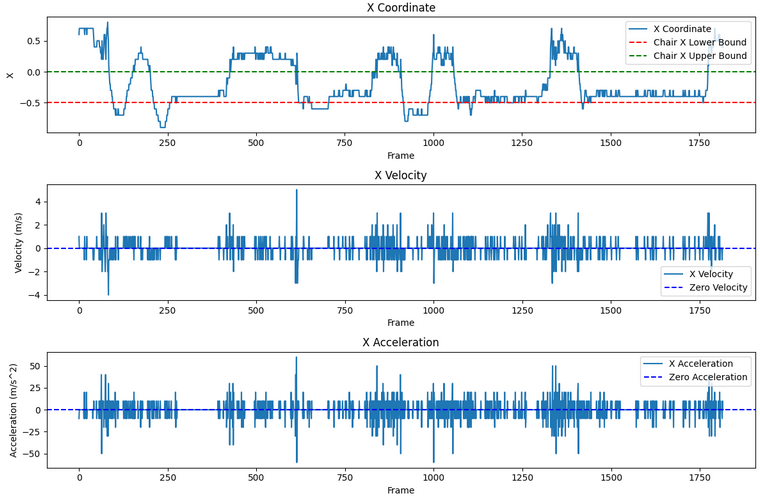 X Coordinate
X
0.5
0.0
−0.5
X Coordinate
Chair X Lower Bound
Chair X Upper Bound
0 250 500 750 1000 1250 1500 1750
Frame
X Velocity
Velocity (m/s)
4
2
0
−2
−4
X Velocity
Zero Velocity
0 250 500 750 1000 1250 1500 1750
Frame
X Acceleration
Acceleration (m/s^2)
50
25
0
−25
−50
X Acceleration
Zero Acceleration
0 250 500 750 1000 1250 1500 1750
Frame